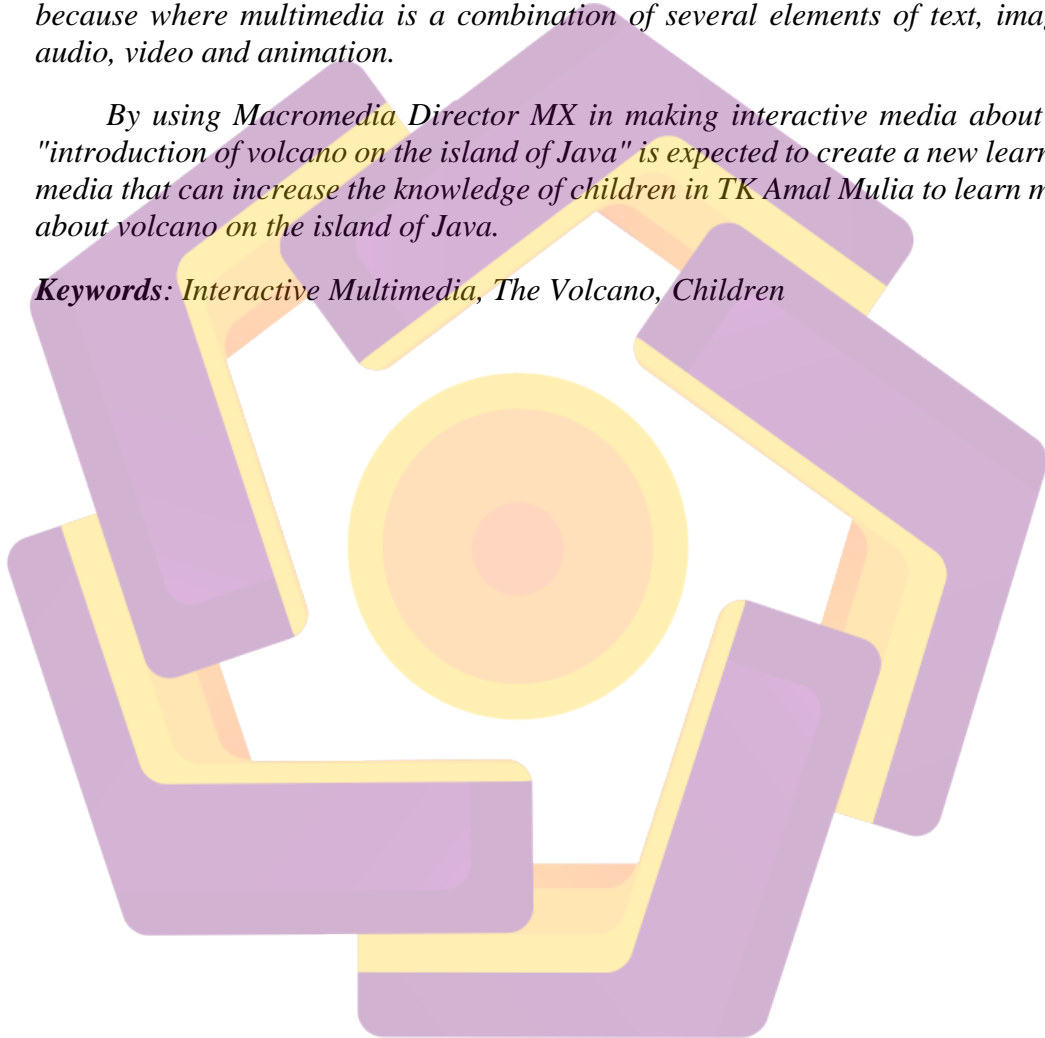 because where multimedia is a combination of several elements of text,
audio, video and animation.
By using Macromedia Director MX in making interactive media about
"introduction of volcano on the island of Java" is expected to create a new
media that can increase the knowledge of children in TK Amal Mulia to learn
about volcano on the island of Java.
Keywords: Interactive Multimedia, The Volcano, Children